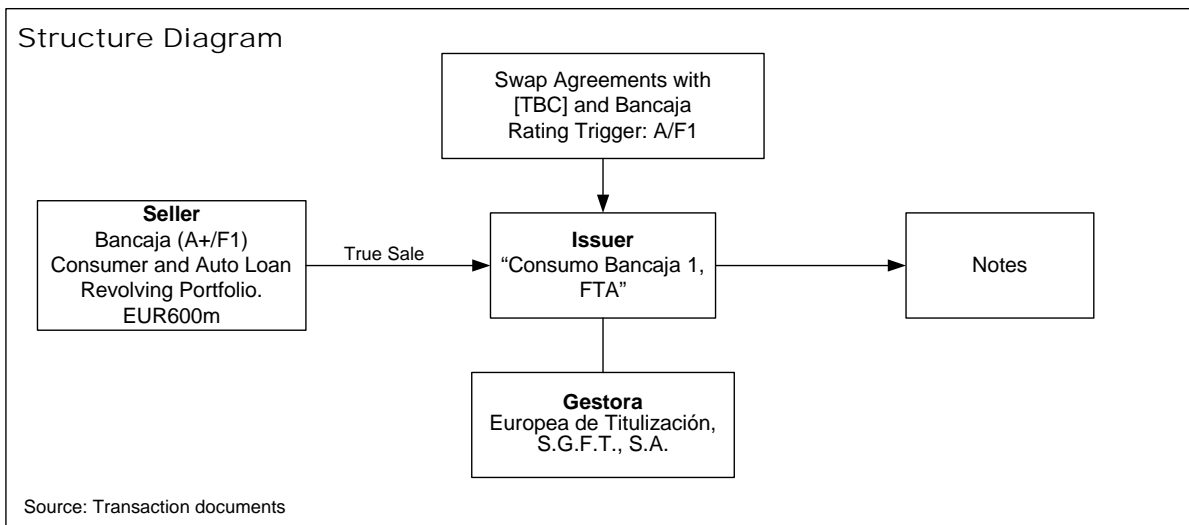 Structure Diagram
Swap Agreements with
[TBC] and Bancaja
Rating Trigger: A/F1
Seller
Bancaja (A+/F1)
Consumer and Auto Loan
Revolving Portfolio.
EUR600m
True Sale
Issuer
“Consumo Bancaja 1,
FTA”
Notes
Gestora
Europea de Titulización,
S.G.F.T., S.A.
Source: Transaction documents